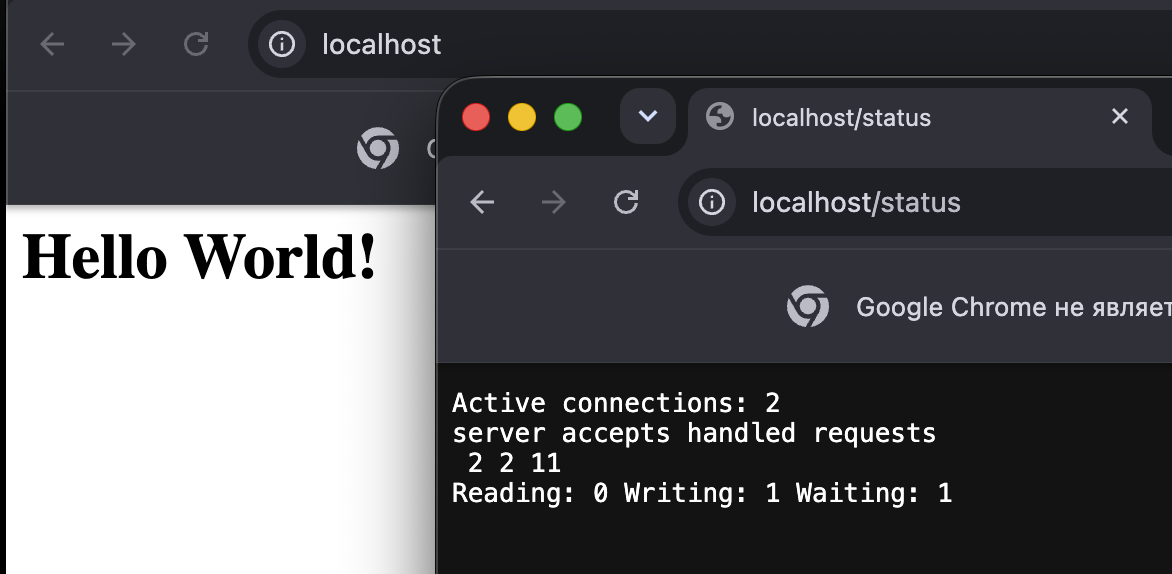 localhost
localhost/status
localhost/status
Hello World!
Google Chrome не
Active connections: 2
server accepts handled requests
2 2 11
Reading: 0 Writing: 1 Waiting: 1